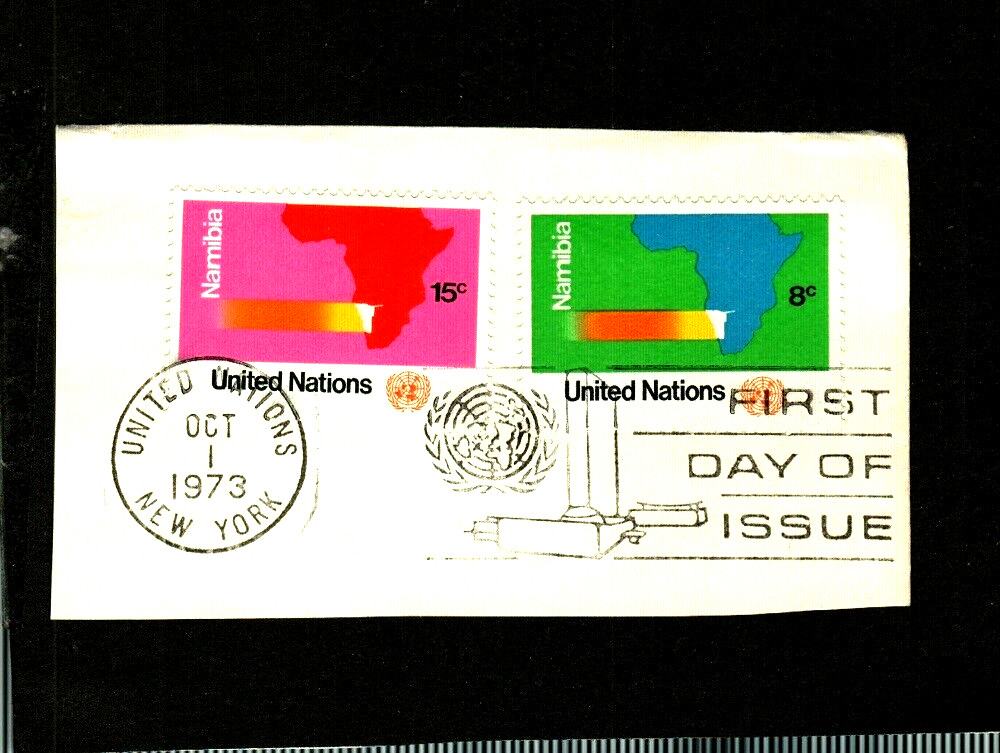 Namibia
15c
United Nations
Namibia
8c
United Nations
UNITED NATIONS
OCT
1
1973
NEW YORK
FIRST
DAY OF
ISSUE